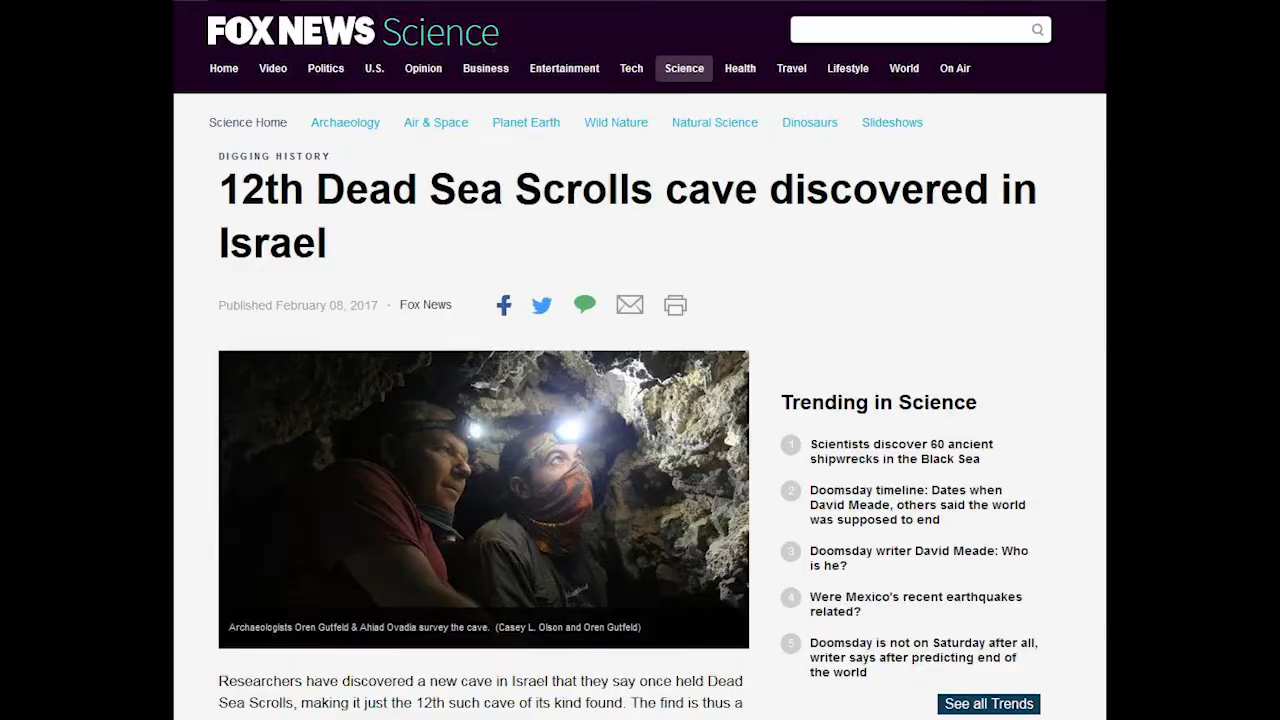 FOX NEWS Science
Home Video Politics U.S. Opinion Business Entertainment Tech Science Health Travel Lifestyle World On Air
Science Home Archaeology Air & Space Planet Earth Wild Nature Natural Science Dinosaurs Slideshows
DIGGING HISTORY
12th Dead Sea Scrolls cave discovered in
Israel
Published February 08, 2017 · Fox News
Archaeologists Oren Gutfeld & Ahiad Ovadia survey the cave. (Casey L. Olson and Oren Gutfeld)
Researchers have discovered a new cave in Israel that they say once held Dead
Sea Scrolls, making it just the 12th such cave of its kind found. The find is thus a
Trending in Science
1 Scientists discover 60 ancient
shipwrecks in the Black Sea
2 Doomsday timeline: Dates when
David Meade, others said the world
was supposed to end
3 Doomsday writer David Meade: Who
is he?
4 Were Mexico's recent earthquakes
related?
5 Doomsday is not on Saturday after all,
writer says after predicting end of
the world
See all Trends